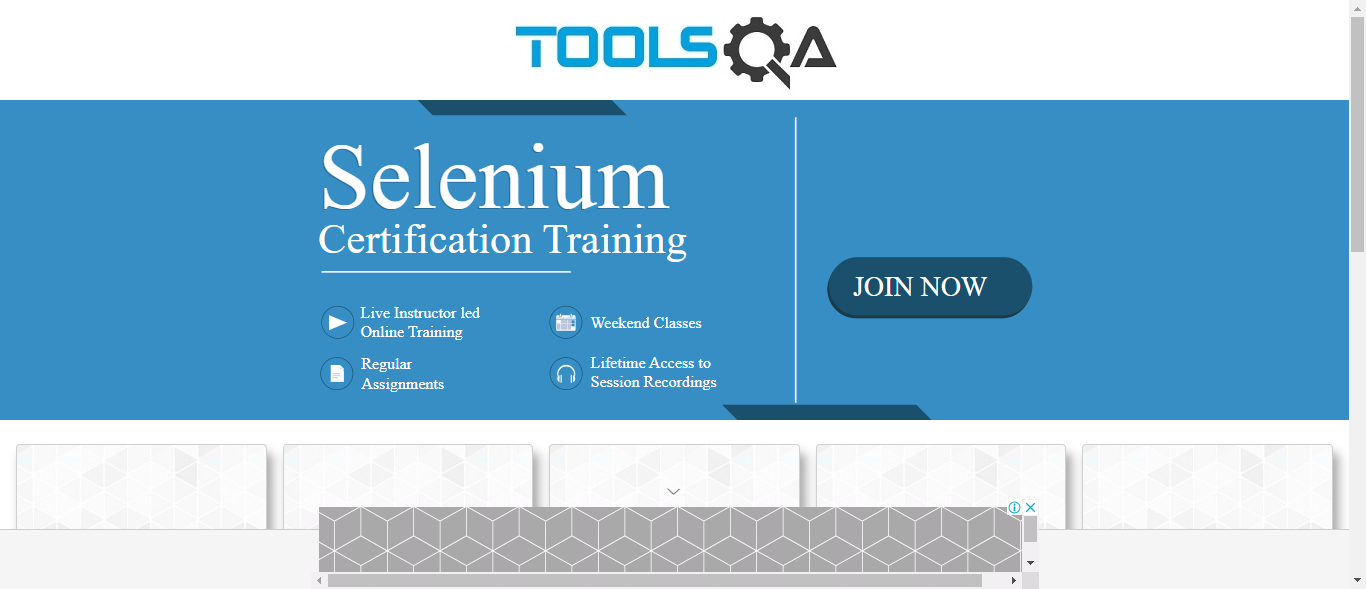 TOOLSQA
Selenium
Certification Training
Live Instructor led
Online Training
Weekend Classes
Regular
Assignments
Lifetime Access to
Session Recordings
JOIN NOW